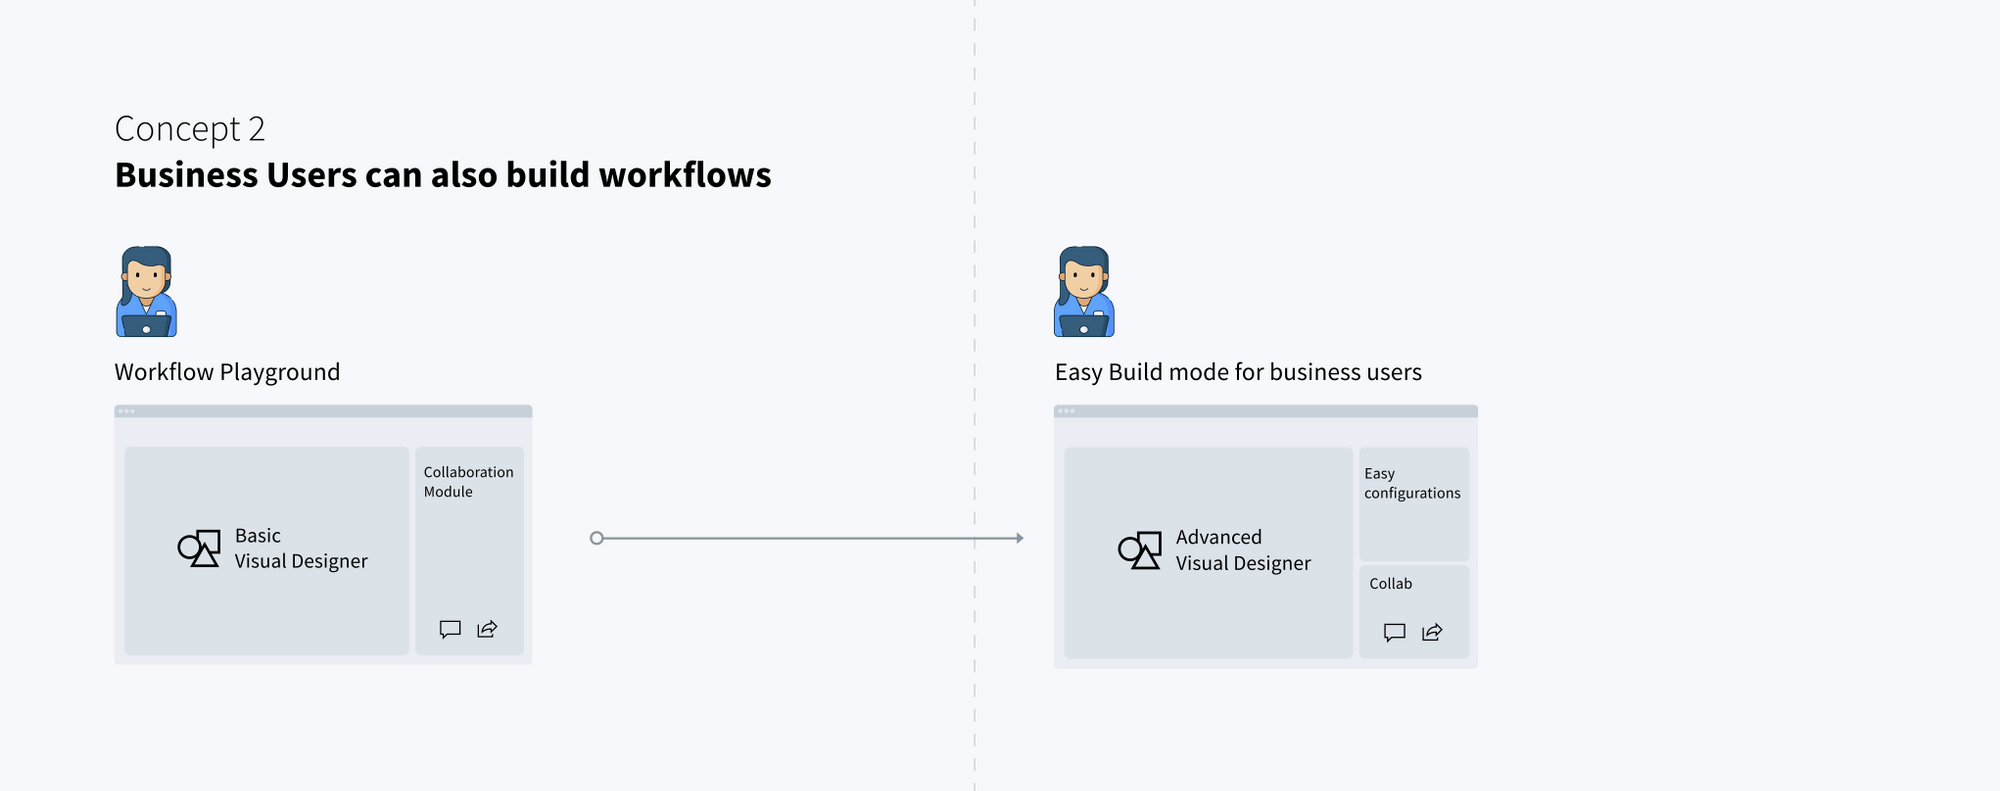 Concept 2
Business Users can also build workflows
Workflow Playground
Basic
Visual Designer
Collaboration
Module
Easy Build mode for business users
Advanced
Visual Designer
Easy
configurations
Collab